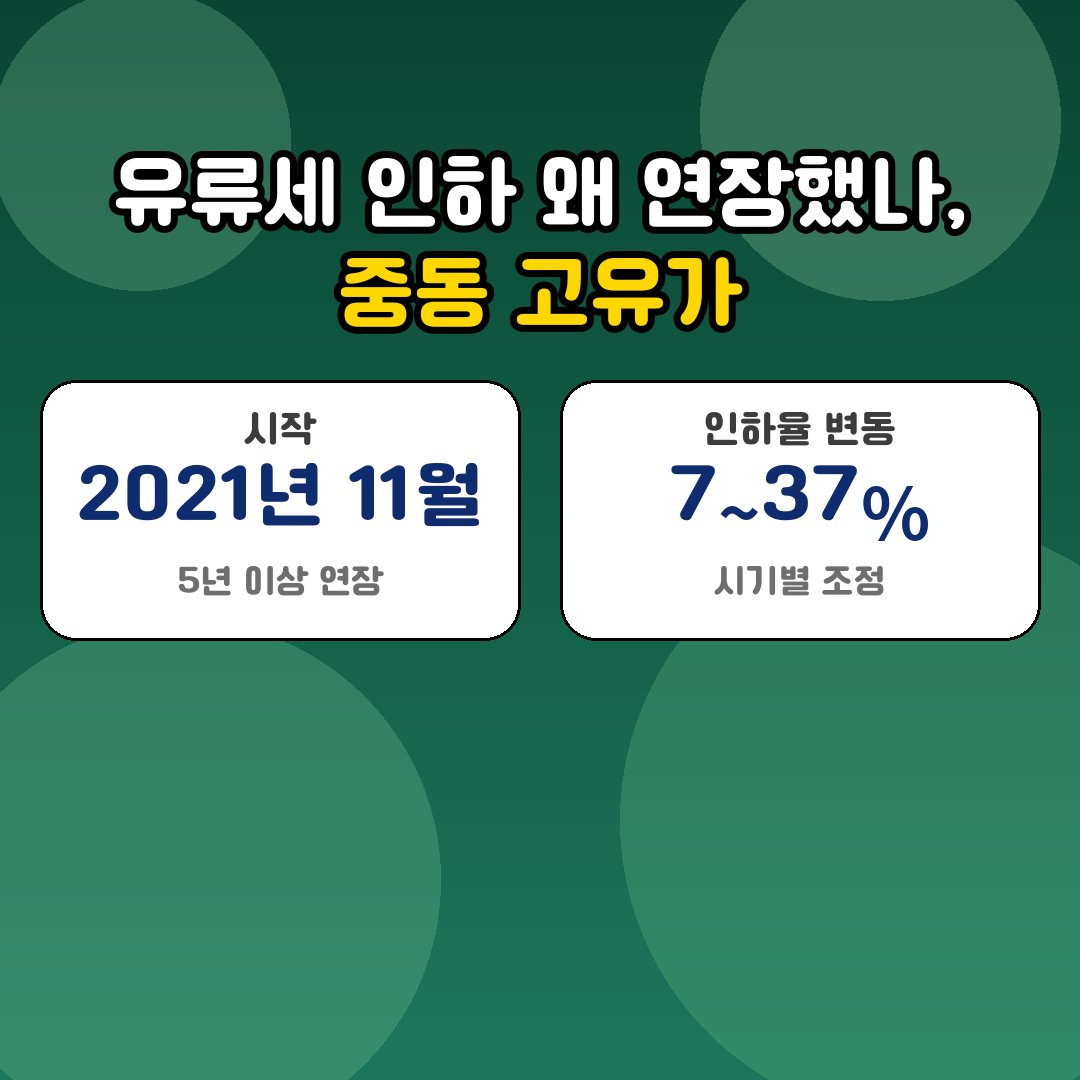 유류세 인하 왜 연장했나,
중동 고유가
시작
2021년 11월
5년 이상 연장
인하율 변동
7~37%
시기별 조정